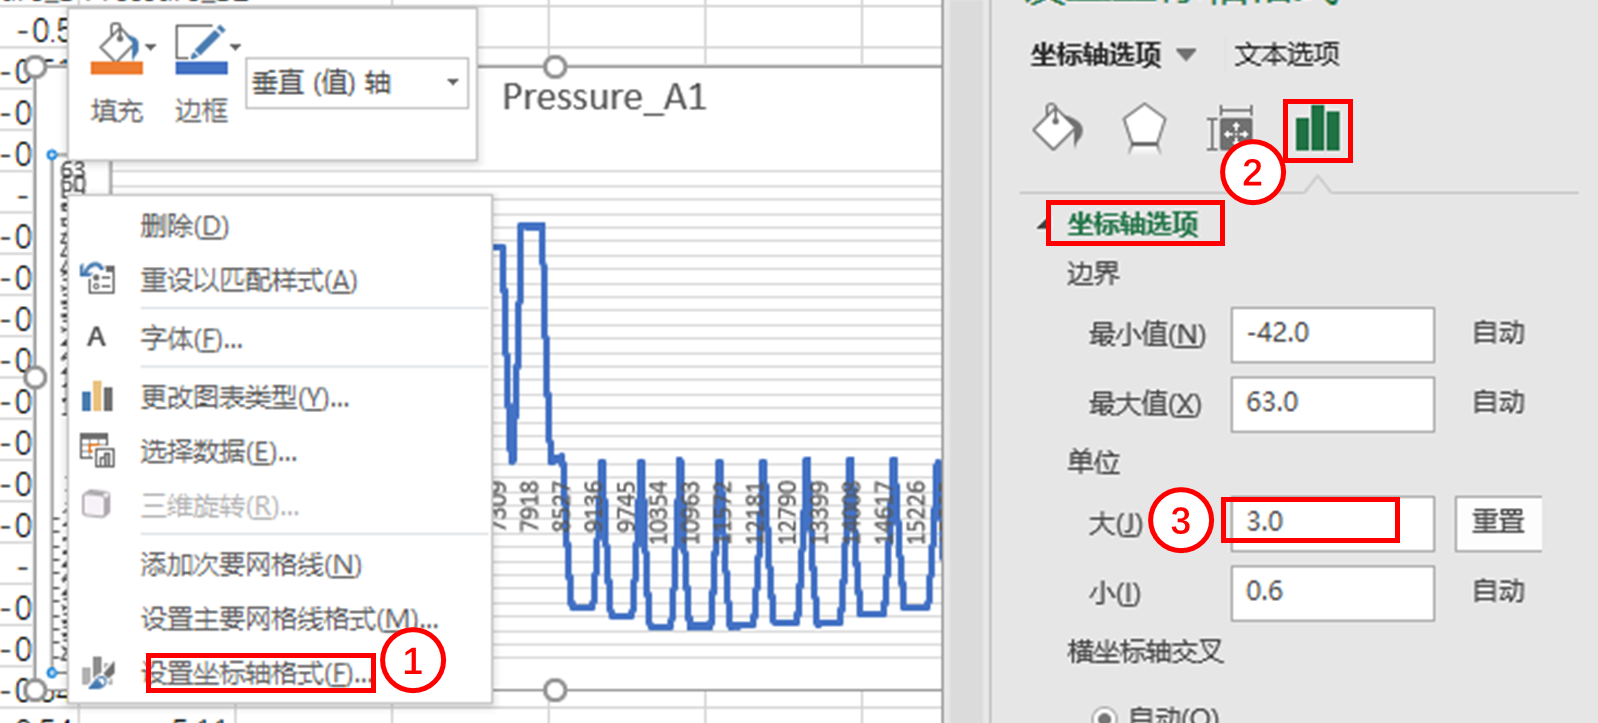 填充
边框
垂直 (值) 轴
Pressure_A1
63
60
删除(D)
重设以匹配样式(A)
A
字体(F)...
更改图表类型(Y)...
选择数据(E)...
三维旋转(R)...
添加次要网格线(N)
设置主要网格线格式(M)...
设置坐标轴格式(F)...
①
7309
7918
8527
9136
9745
10354
10963
11572
12181
12790
13399
14008
14617
15226
坐标轴选项
文本选项
②
坐标轴选项
边界
最小值(N)
-42.0
自动
最大值(X)
63.0
自动
单位
大(J)
③
3.0
重置
小(I)
0.6
自动
横坐标轴交叉
自动(O)